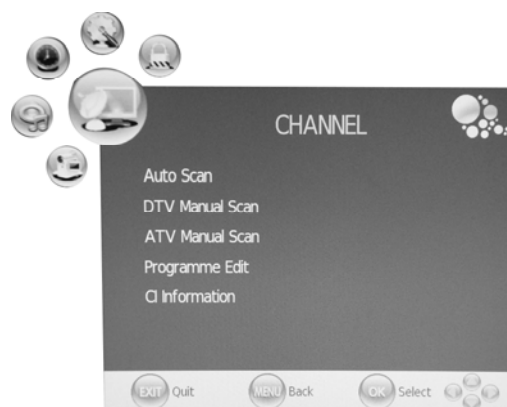 CHANNEL
Auto Scan
DTV Manual Scan
ATV Manual Scan
Programme Edit
CI Information
EXIT Quit MENU Back OK Select